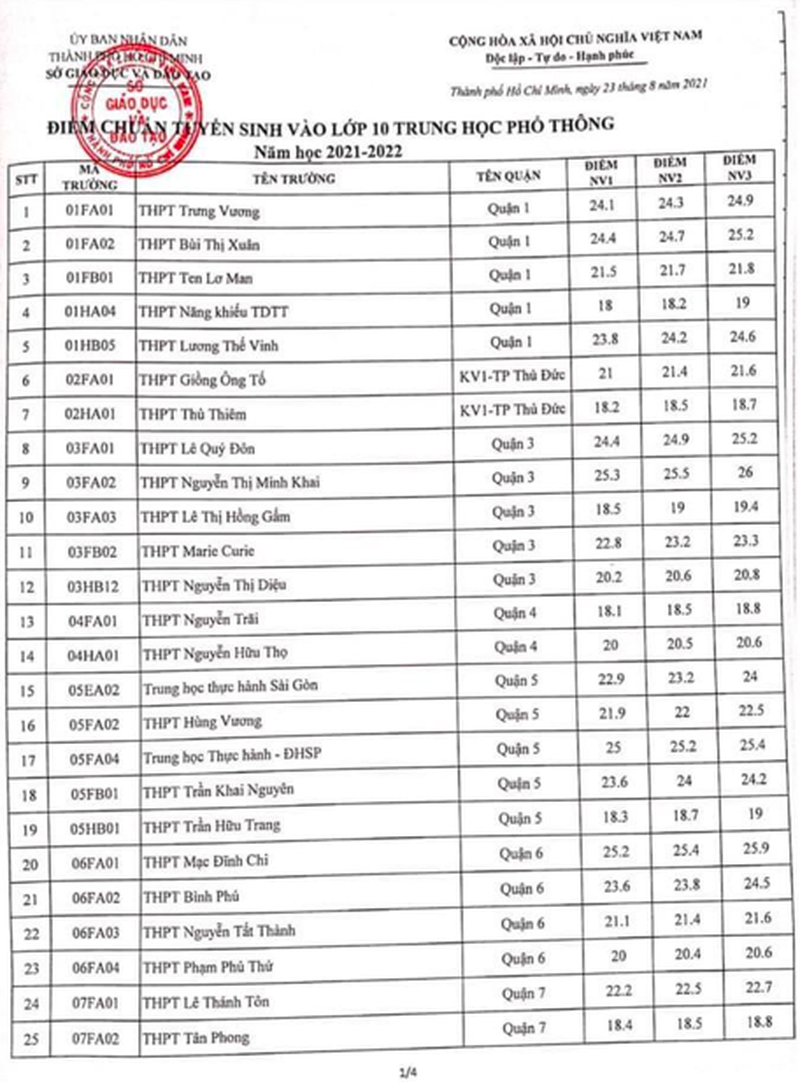 ỦY BAN NHÂN DÂN
THÀNH PHỐ HỒ CHÍ MINH
SỞ GIÁO DỤC VÀ ĐÀO TẠO
CỘNG HÒA XÃ HỘI CHỦ NGHĨA VIỆT NAM
Độc lập - Tự do - Hạnh phúc
Thành phố Hồ Chí Minh, ngày 23 tháng 8 năm 2021
SỞ
GIÁO DỤC
VÀ
ĐÀO TẠO
ĐIỂM CHUẨN TUYỂN SINH VÀO LỚP 10 TRUNG HỌC PHỔ THÔNG
Năm học 2021-2022
STT MÃ TRƯỜNG TÊN TRƯỜNG TÊN QUẬN ĐIỂM NV1 ĐIỂM NV2 ĐIỂM NV3
1 01FA01 THPT Trưng Vương Quận 1 24.1 24.3 24.9
2 01FA02 THPT Bùi Thị Xuân Quận 1 24.4 24.7 25.2
3 01FB01 THPT Ten Lơ Man Quận 1 21.5 21.7 21.8
4 01HA04 THPT Năng khiếu TDTT Quận 1 18 18.2 19
5 01HB05 THPT Lương Thế Vinh Quận 1 23.8 24.2 24.6
6 02FA01 THPT Giồng Ông Tố KV1-TP Thủ Đức 21 21.4 21.6
7 02HA01 THPT Thủ Thiêm KV1-TP Thủ Đức 18.2 18.5 18.7
8 03FA01 THPT Lê Quý Đôn Quận 3 24.4 24.9 25.2
9 03FA02 THPT Nguyễn Thị Minh Khai Quận 3 25.3 25.5 26
10 03FA03 THPT Lê Thị Hồng Gấm Quận 3 18.5 19 19.4
11 03FB02 THPT Marie Curie Quận 3 22.8 23.2 23.3
12 03HB12 THPT Nguyễn Thị Diệu Quận 3 20.2 20.6 20.8
13 04FA01 THPT Nguyễn Trãi Quận 4 18.1 18.5 18.8
14 04HA01 THPT Nguyễn Hữu Thọ Quận 4 20 20.5 20.6
15 05EA02 Trung học thực hành Sài Gòn Quận 5 22.9 23.2 24
16 05FA02 THPT Hùng Vương Quận 5 21.9 22 22.5
17 05FA04 Trung học Thực hành - ĐHSP Quận 5 25 25.2 25.4
18 05FB01 THPT Trần Khai Nguyên Quận 5 23.6 24 24.2
19 05HB01 THPT Trần Hữu Trang Quận 5 18.3 18.7 19
20 06FA01 THPT Mạc Đĩnh Chi Quận 6 25.2 25.4 25.9
21 06FA02 THPT Bình Phú Quận 6 23.6 23.8 24.5
22 06FA03 THPT Nguyễn Tất Thành Quận 6 21.1 21.4 21.6
23 06FA04 THPT Phạm Phú Thứ Quận 6 20 20.4 20.6
24 07FA01 THPT Lê Thánh Tôn Quận 7 22.2 22.5 22.7
25 07FA02 THPT Tân Phong Quận 7 18.4 18.5 18.8
1/4